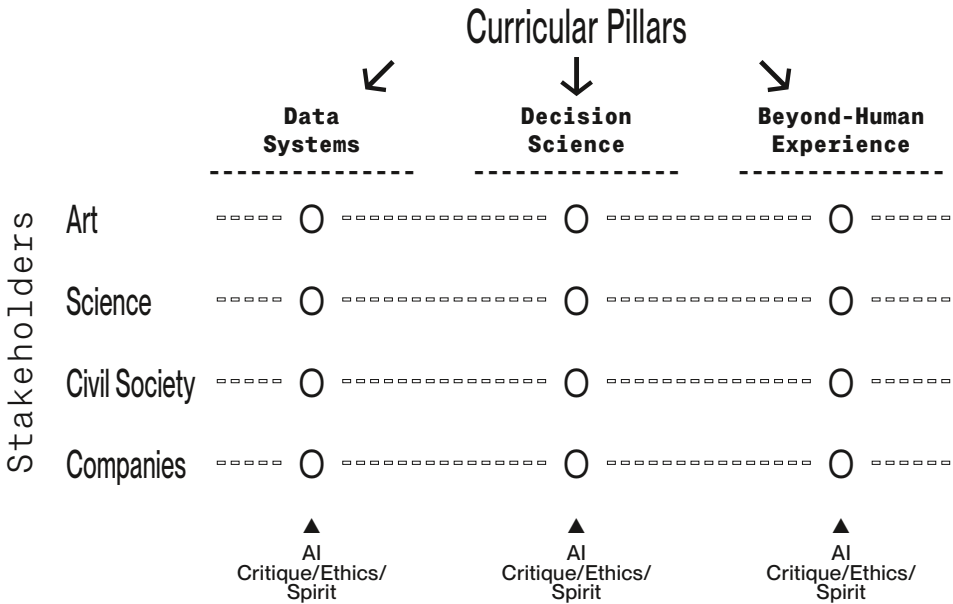 Curricular Pillars
Data
Systems
Decision
Science
Beyond-Human
Experience
Stakeholders
Art
Science
Civil Society
Companies
AI
Critique/Ethics/
Spirit
AI
Critique/Ethics/
Spirit
AI
Critique/Ethics/
Spirit